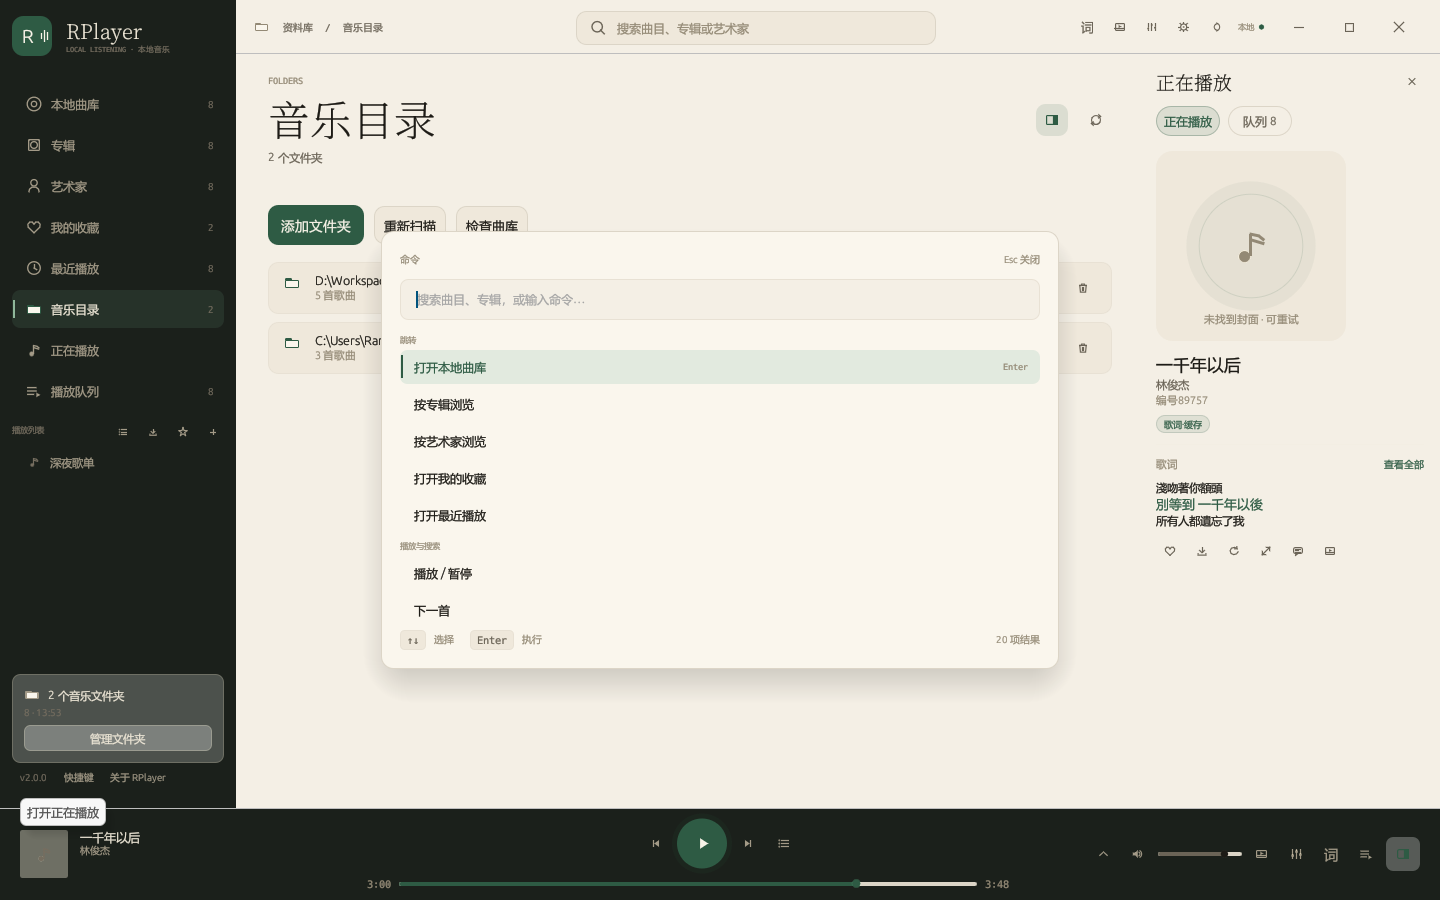 RPlayer
LOCAL LISTENING · 本地音乐
本地曲库 8
专辑 8
艺术家 8
我的收藏 2
最近播放 8
音乐目录 2
正在播放
播放队列 8
播放列表
深夜歌单
2 个音乐文件夹
8 · 13:53
管理文件夹
v2.0.0 快捷键 关于 RPlayer
资料库 / 音乐目录
搜索曲目、专辑或艺术家
词 本地
FOLDERS
音乐目录
2 个文件夹
添加文件夹 重新扫描 检查曲库
D:\Workspac
5 首歌曲
C:\Users\Ran
3 首歌曲
命令 Esc 关闭
搜索曲目、专辑，或输入命令…
跳转
打开本地曲库 Enter
按专辑浏览
按艺术家浏览
打开我的收藏
打开最近播放
播放与搜索
播放 / 暂停
下一首
↑↓ 选择 Enter 执行 20 项结果
正在播放
正在播放 队列 8
未找到封面 · 可重试
一千年以后
林俊杰
编号89757
歌词·缓存
歌词 查看全部
淺吻著你額頭
別等到 一千年以後
所有人都遺忘了我
打开正在播放
一千年以后
林俊杰
3:00 3:48
词